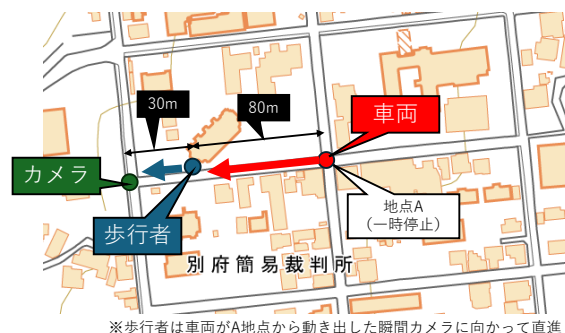 30m
80m
車両
カメラ
歩行者
地点A
(一時停止)
別府簡易裁判所
※歩行者は車両がA地点から動き出した瞬間カメラに向かって直進